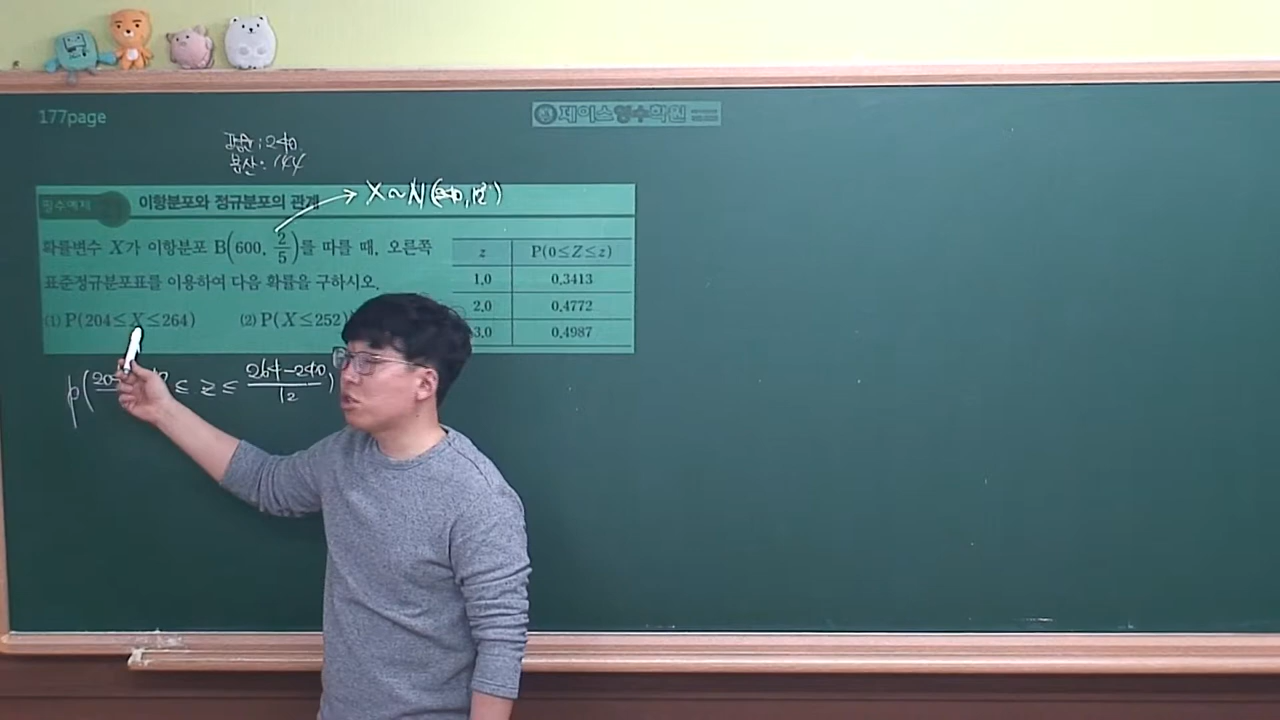 177page
제이스영수학원
평균: 240.
분산: 144
X~N(240, 12²)
필수예제
이항분포와 정규분포의 관계
확률변수 X가 이항분포 B(600, 2/5)를 따를 때, 오른쪽
표준정규분포표를 이용하여 다음 확률을 구하시오.
(1) P(204≤X≤264) (2) P(X≤252)
z P(0≤Z≤z)
1.0 0.3413
2.0 0.4772
3.0 0.4987
≤ z ≤ (264-240)/12)